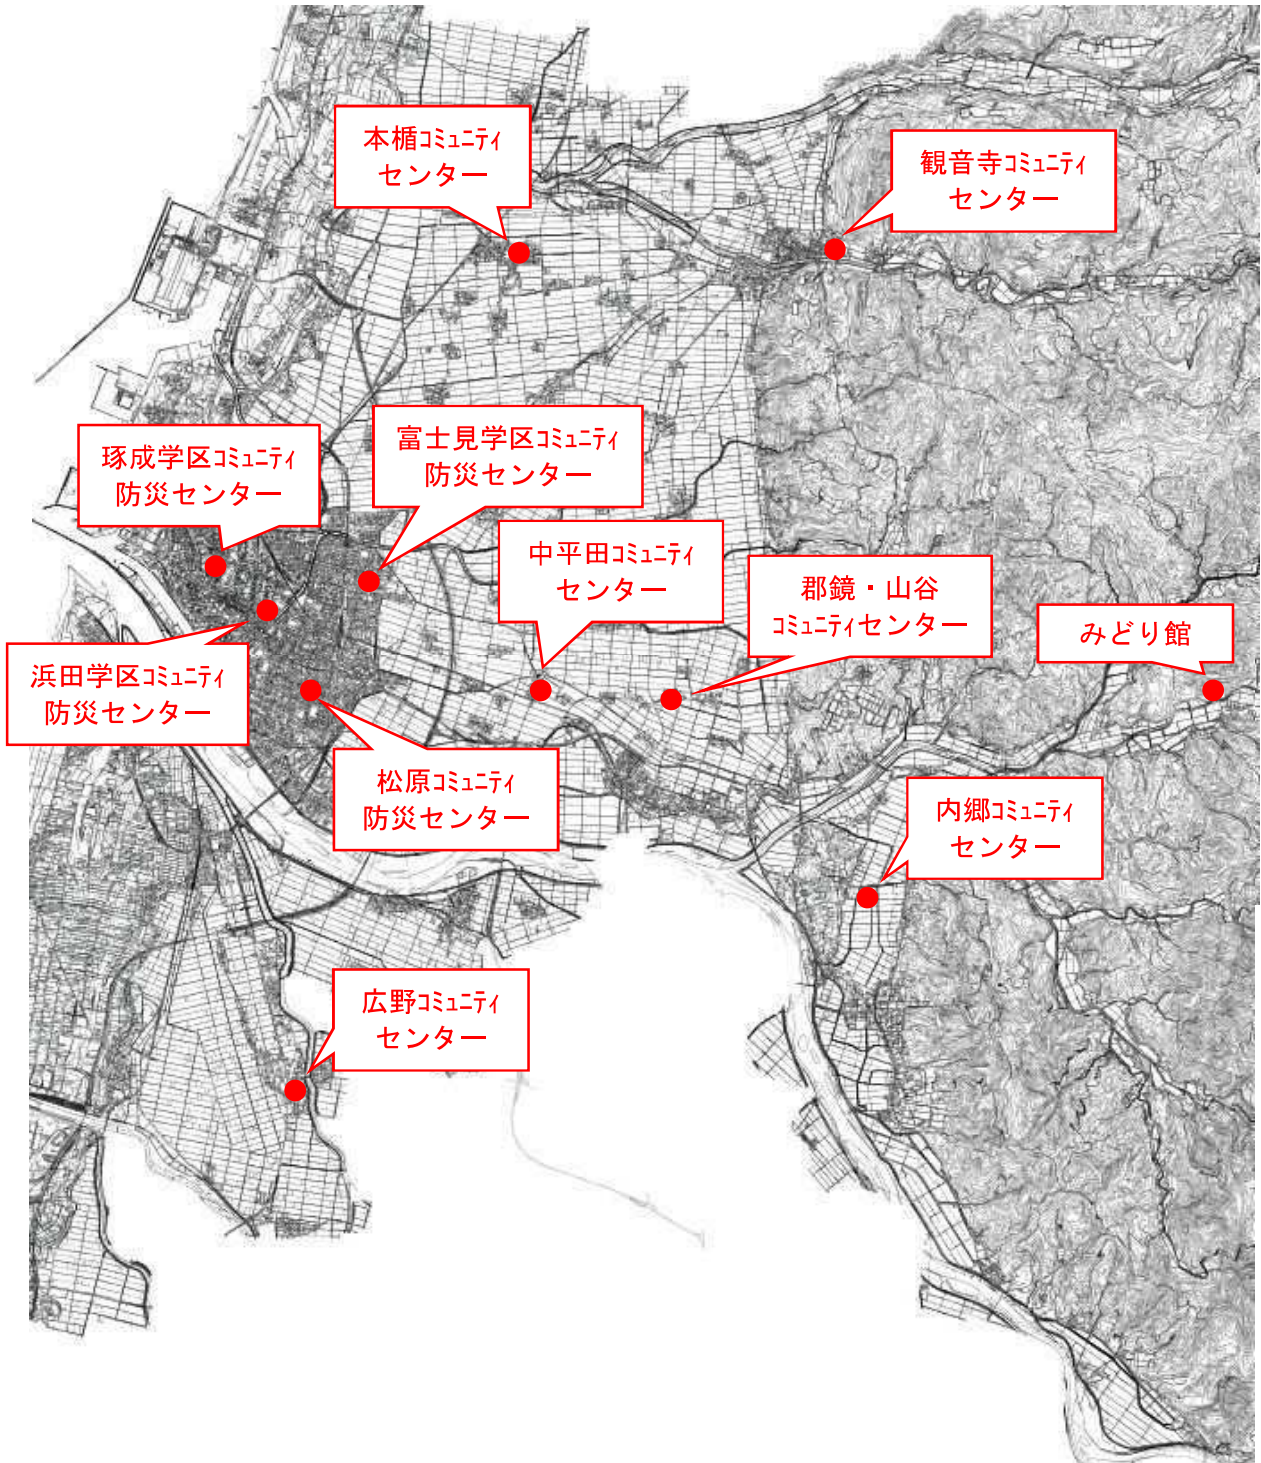 本楯ｺﾐｭﾆﾃｨ
センター
観音寺ｺﾐｭﾆﾃｨ
センター
富士見学区ｺﾐｭﾆﾃｨ
防災センター
琢成学区ｺﾐｭﾆﾃｨ
防災センター
中平田ｺﾐｭﾆﾃｨ
センター
郡鏡・山谷
ｺﾐｭﾆﾃｨセンター
みどり館
浜田学区ｺﾐｭﾆﾃｨ
防災センター
松原ｺﾐｭﾆﾃｨ
防災センター
内郷ｺﾐｭﾆﾃｨ
センター
広野ｺﾐｭﾆﾃｨ
センター